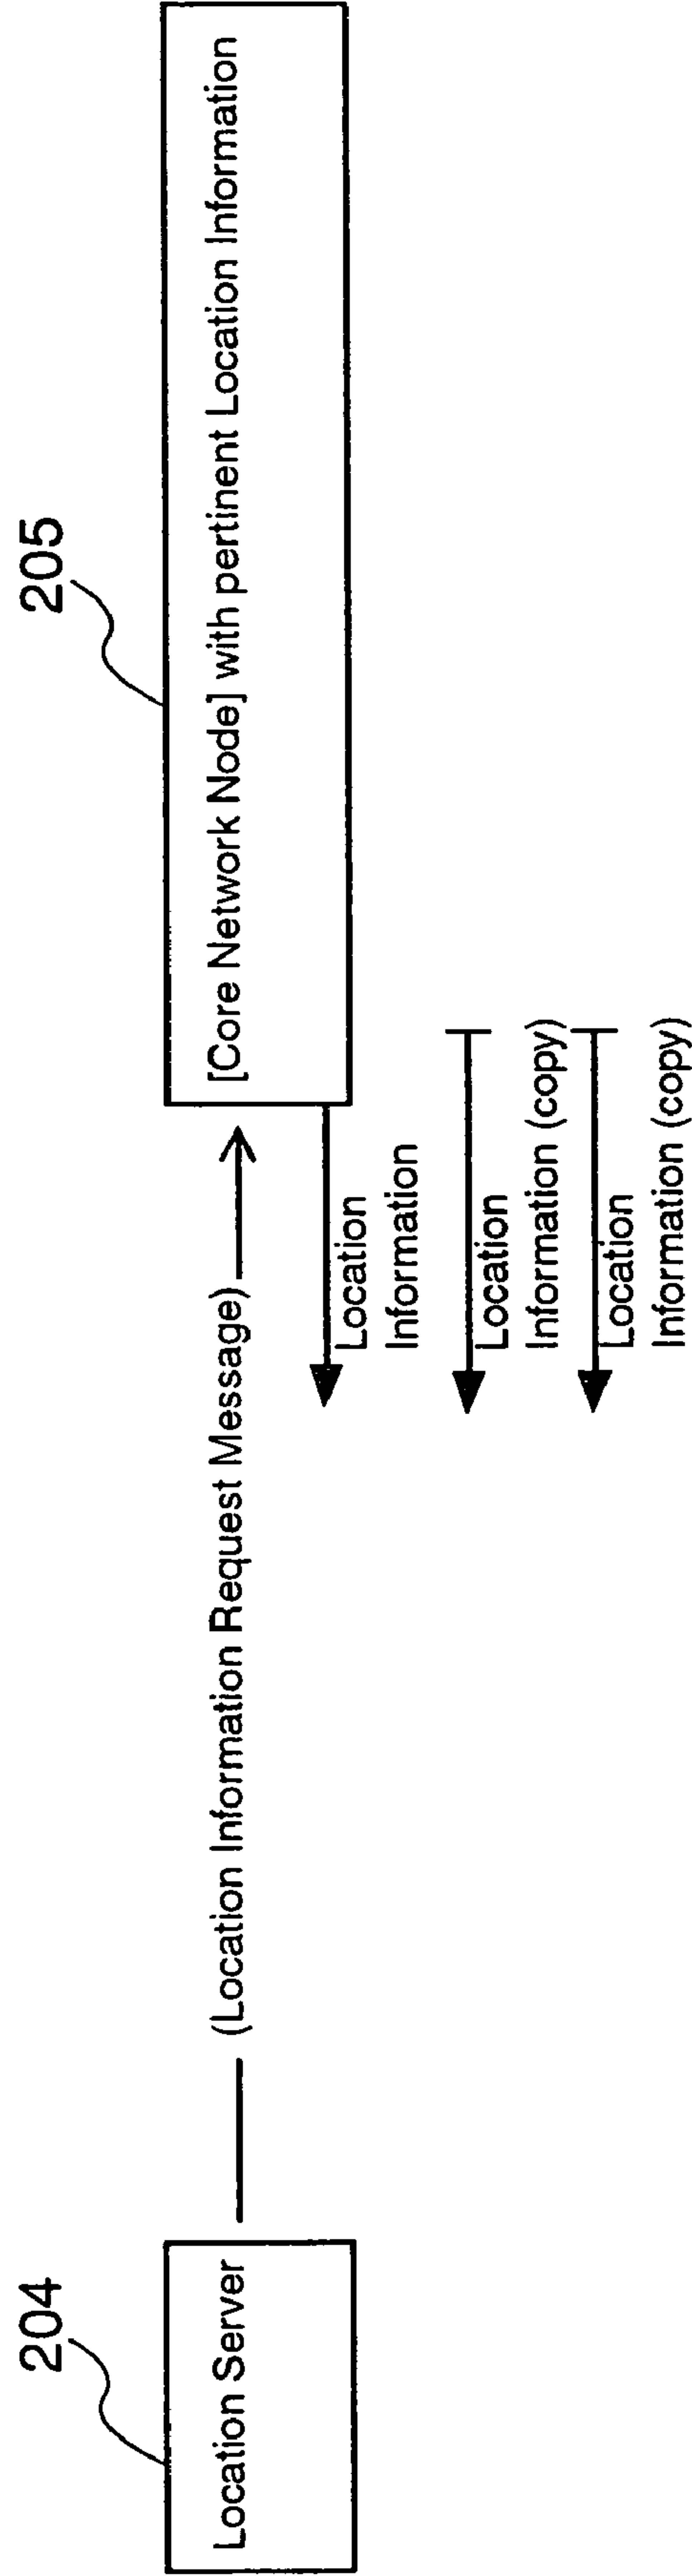 204
205
Location Server
(Location Information Request Message)
[Core Network Node] with pertinent Location Information
Location
Information
Location
Information (copy)
Location
Information (copy)